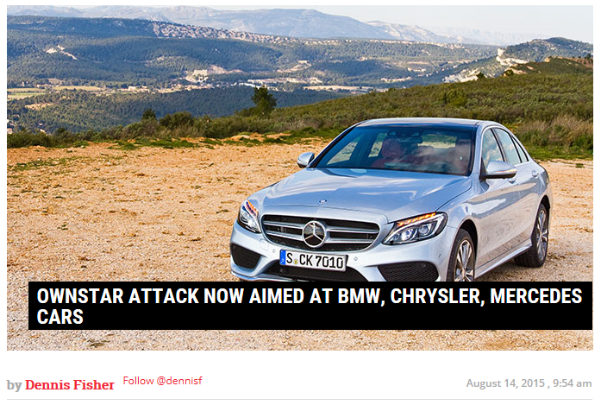 S CK 7010
OWNSTAR ATTACK NOW AIMED AT BMW, CHRYSLER, MERCEDES
CARS
by Dennis Fisher Follow @dennisf
August 14, 2015 , 9:54 am